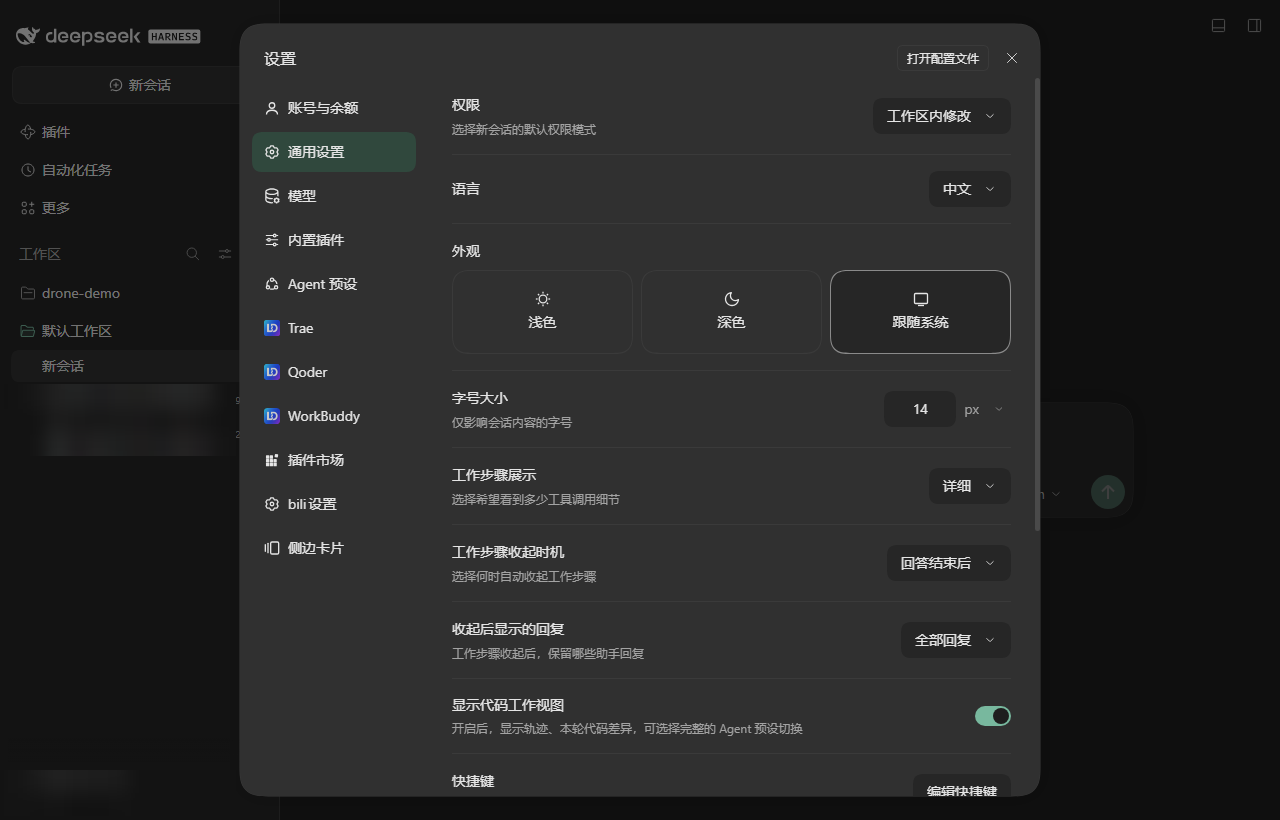 deepseek HARNESS
新会话
插件
自动化任务
更多
工作区
drone-demo
默认工作区
新会话
设置
打开配置文件
账号与余额
通用设置
模型
内置插件
Agent 预设
Trae
Qoder
WorkBuddy
插件市场
bili 设置
侧边卡片
权限
选择新会话的默认权限模式
工作区内修改
语言
中文
外观
浅色
深色
跟随系统
字号大小
仅影响会话内容的字号
14 px
工作步骤展示
选择希望看到多少工具调用细节
详细
工作步骤收起时机
选择何时自动收起工作步骤
回答结束后
收起后显示的回复
工作步骤收起后，保留哪些助手回复
全部回复
显示代码工作视图
开启后，显示轨迹、本轮代码差异，可选择完整的 Agent 预设切换
快捷键
编辑快捷键